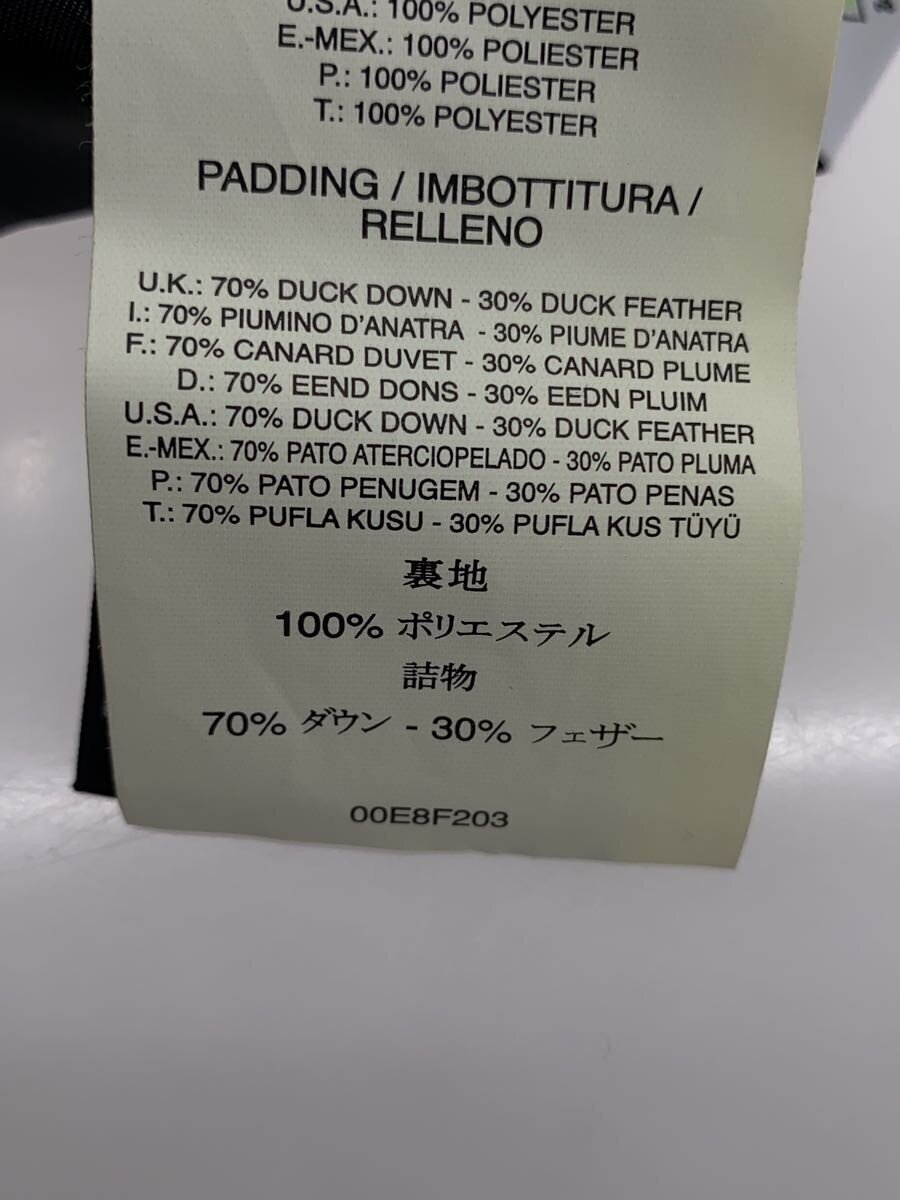 U.S.A.: 100% POLYESTER
E.-MEX.: 100% POLIESTER
P.: 100% POLIESTER
T.: 100% POLYESTER
PADDING / IMBOTTITURA /
RELLENO
U.K.: 70% DUCK DOWN - 30% DUCK FEATHER
I.: 70% PIUMINO D'ANATRA - 30% PIUME D'ANATRA
F.: 70% CANARD DUVET - 30% CANARD PLUME
D.: 70% EEND DONS - 30% EEDN PLUIM
U.S.A.: 70% DUCK DOWN - 30% DUCK FEATHER
E.-MEX.: 70% PATO ATERCIOPELADO - 30% PATO PLUMA
P.: 70% PATO PENUGEM - 30% PATO PENAS
T.: 70% PUFLA KUSU - 30% PUFLA KUS TÜYÜ
裏地
100% ポリエステル
詰物
70% ダウン - 30% フェザー
00E8F203